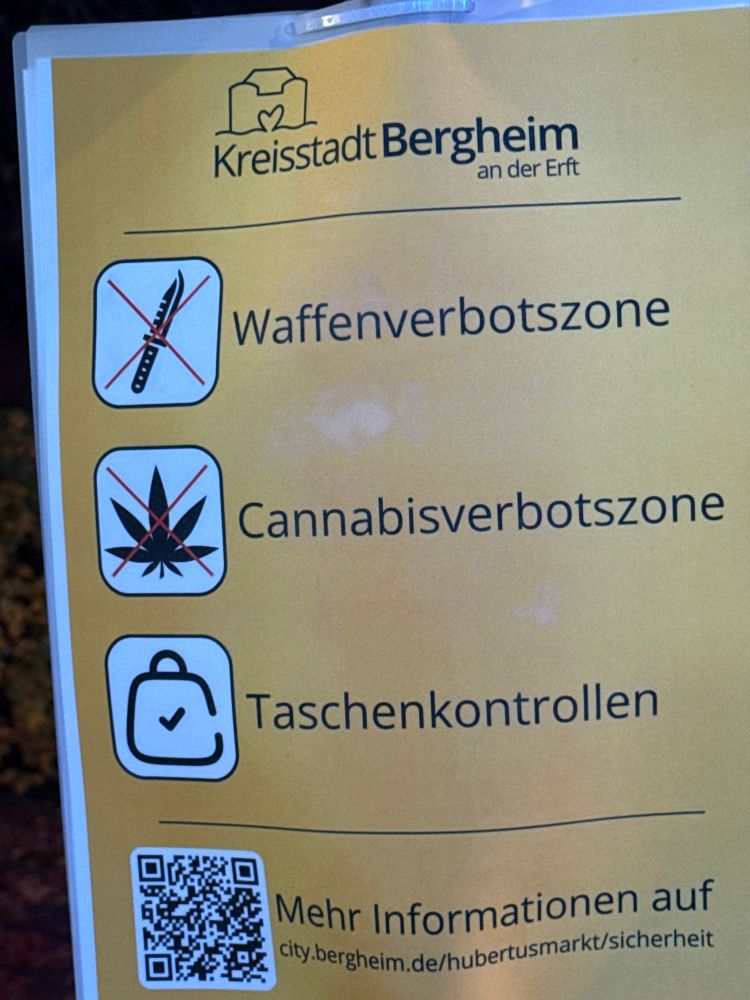 Kreisstadt Bergheim
an der Erft
Waffenverbotszone
Cannabisverbotszone
Taschenkontrollen
Mehr Informationen auf
city.bergheim.de/hubertusmarkt/sicherheit